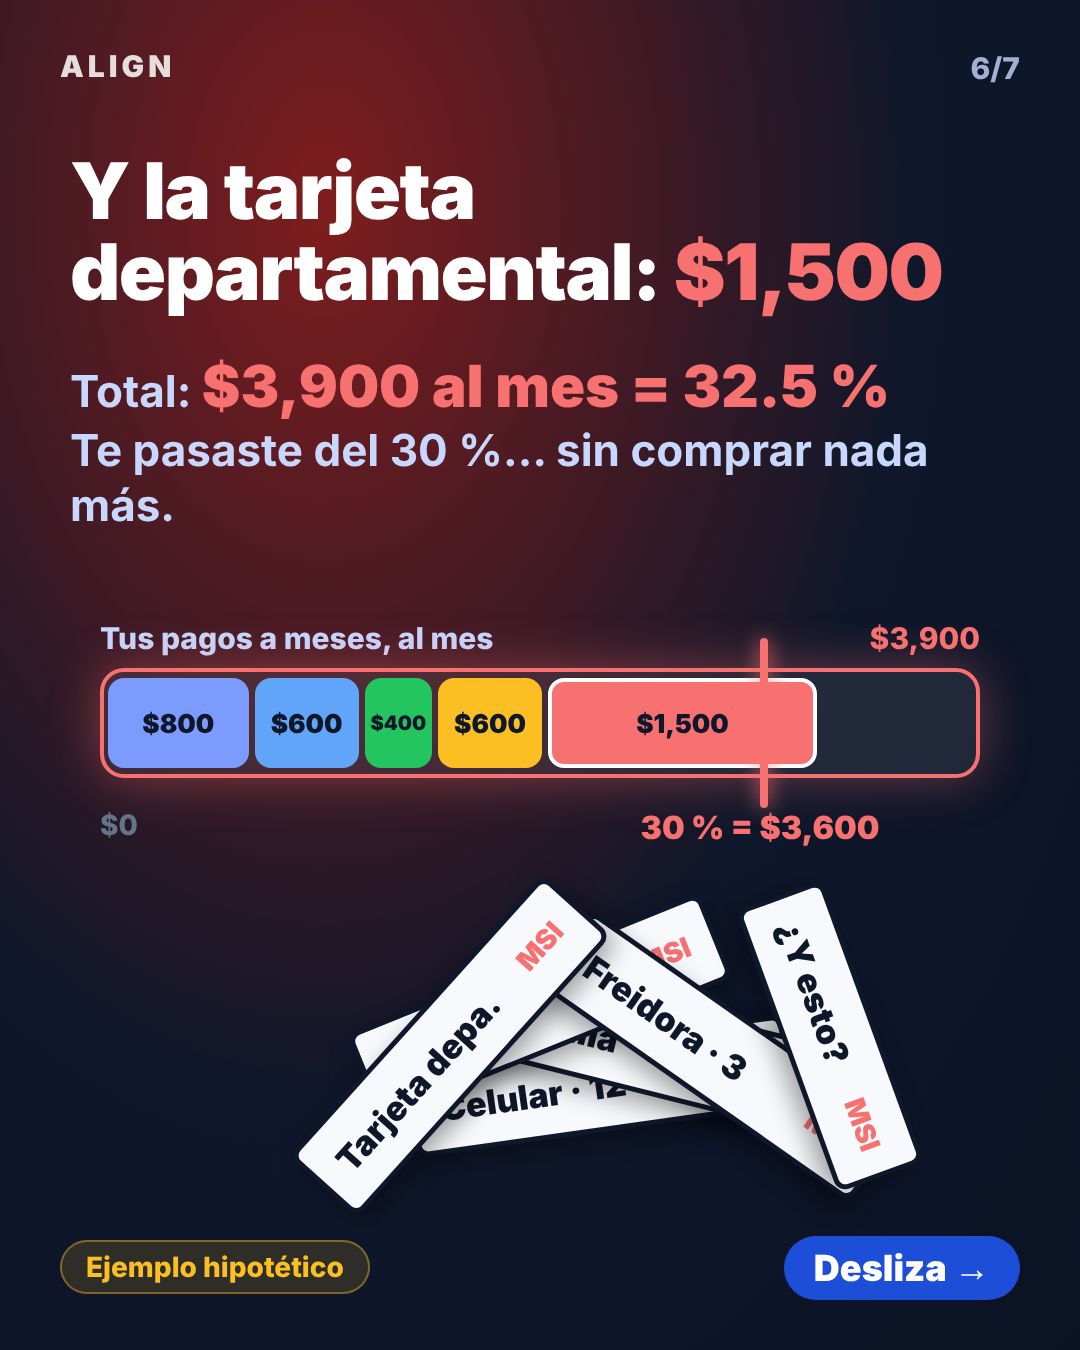 ALIGN
6/7
Y la tarjeta
departamental: $1,500
Total: $3,900 al mes = 32.5 %
Te pasaste del 30 %... sin comprar nada
más.
Tus pagos a meses, al mes
$3,900
$800
$600
$400
$600
$1,500
$0
30 % = $3,600
Tarjeta depa. MSI
MSI
Freidora · 3
Celular · 12
¿Y esto? MSI
Ejemplo hipotético
Desliza →